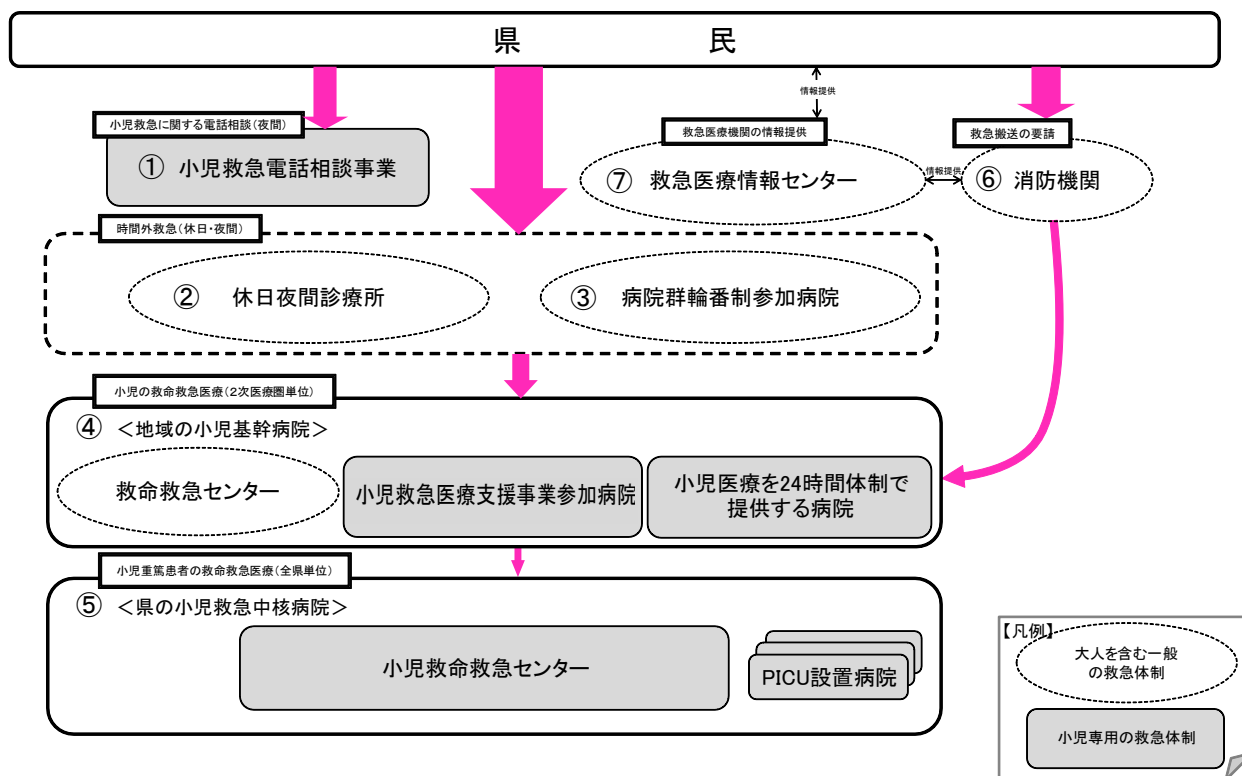 県　民
情報提供
小児救急に関する電話相談(夜間)
① 小児救急電話相談事業
救急医療機関の情報提供
⑦ 救急医療情報センター
情報提供
救急搬送の要請
⑥ 消防機関
時間外救急(休日・夜間)
② 休日夜間診療所
③ 病院群輪番制参加病院
小児の救命救急医療(2次医療圏単位)
④ ＜地域の小児基幹病院＞
救命救急センター
小児救急医療支援事業参加病院
小児医療を24時間体制で
提供する病院
小児重篤患者の救命救急医療(全県単位)
⑤ ＜県の小児救急中核病院＞
小児救命救急センター
PICU設置病院
【凡例】
大人を含む一般
の救急体制
小児専用の救急体制